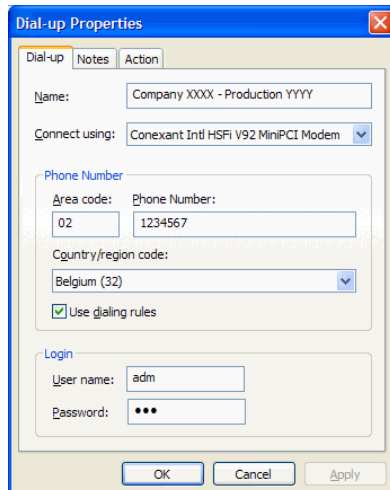 Dial-up Properties
Dial-up Notes Action
Name: Company XXXX - Production YYYY
Connect using: Conexant Intl HSFi V92 MiniPCI Modem
Phone Number
Area code: Phone Number:
02 1234567
Country/region code:
Belgium (32)
Use dialing rules
Login
User name: adm
Password: •••
OK Cancel Apply